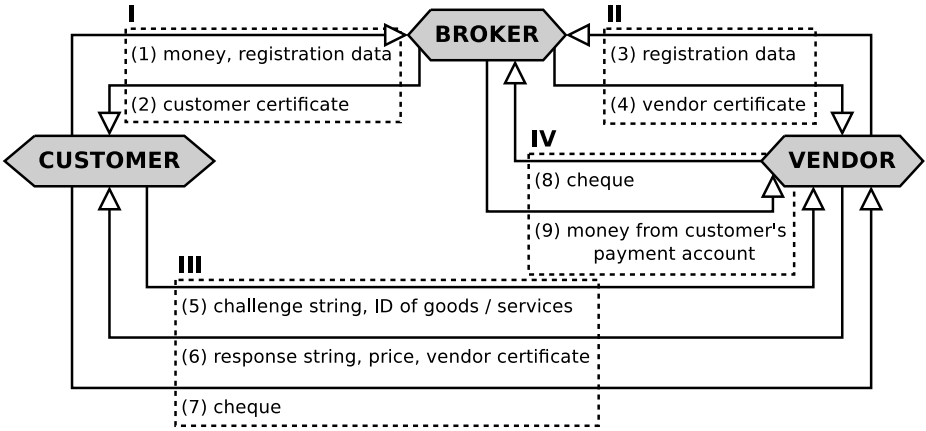 I
II
BROKER
(1) money, registration data
(3) registration data
(2) customer certificate
(4) vendor certificate
CUSTOMER
IV
VENDOR
(8) cheque
(9) money from customer's
payment account
III
(5) challenge string, ID of goods / services
(6) response string, price, vendor certificate
(7) cheque